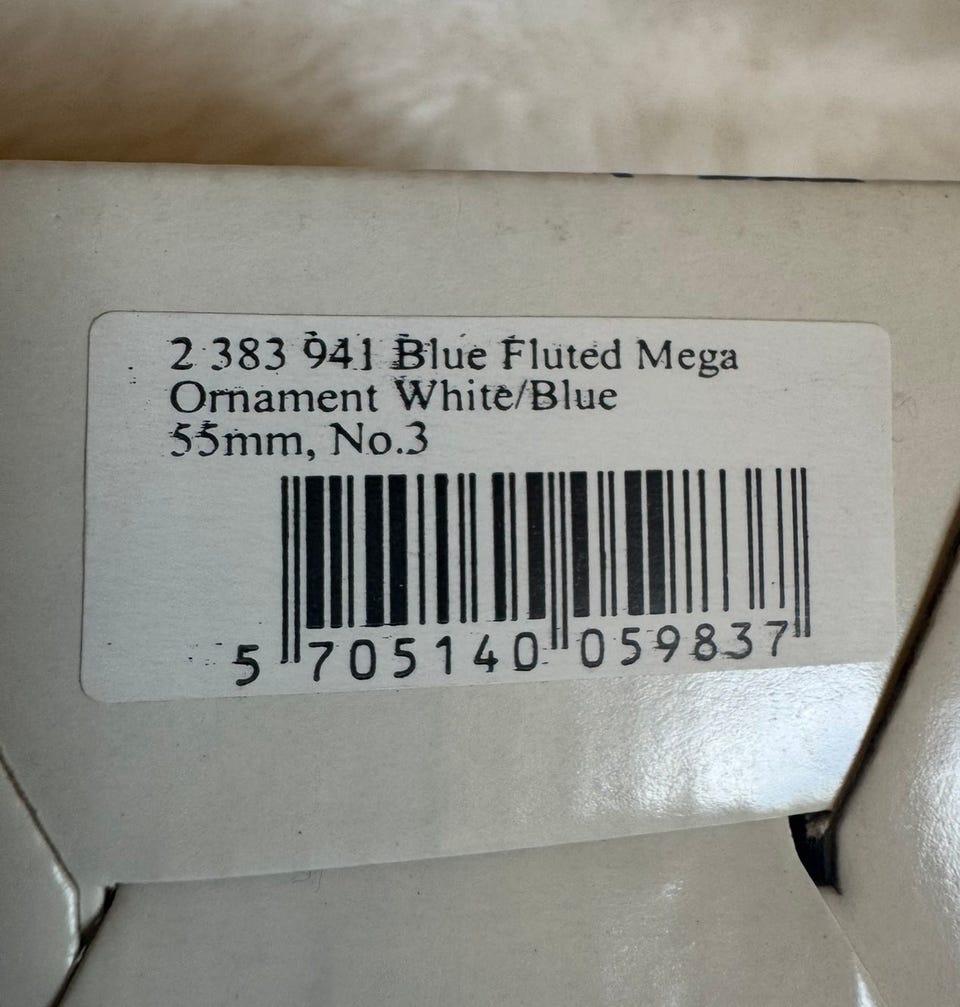 2 383 941 Blue Fluted Mega
Ornament White/Blue
55mm, No.3
5 705140 059837